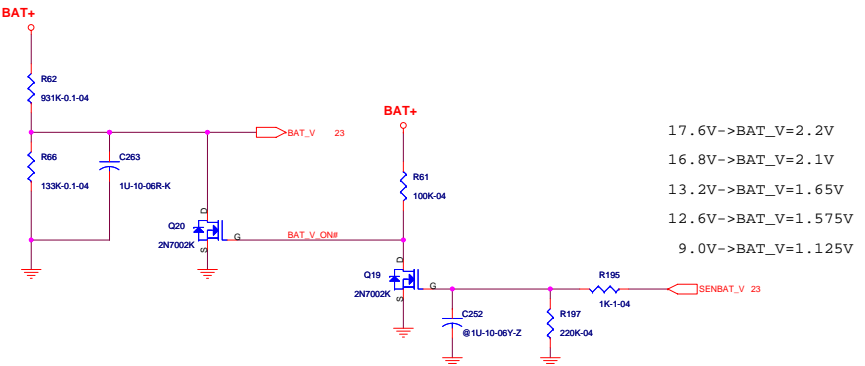 BAT+
R62
931K-0.1-04
BAT_V 23
R66
133K-0.1-04
C263
1U-10-06R-K
BAT+
R61
100K-04
17.6V->BAT_V=2.2V
16.8V->BAT_V=2.1V
13.2V->BAT_V=1.65V
12.6V->BAT_V=1.575V
9.0V->BAT_V=1.125V
D
Q20
2N7002K
G
S
BAT_V_ON#
D
Q19
2N7002K
G
S
R195
1K-1-04
SENBAT_V 23
C252
@1U-10-06Y-Z
R197
220K-04